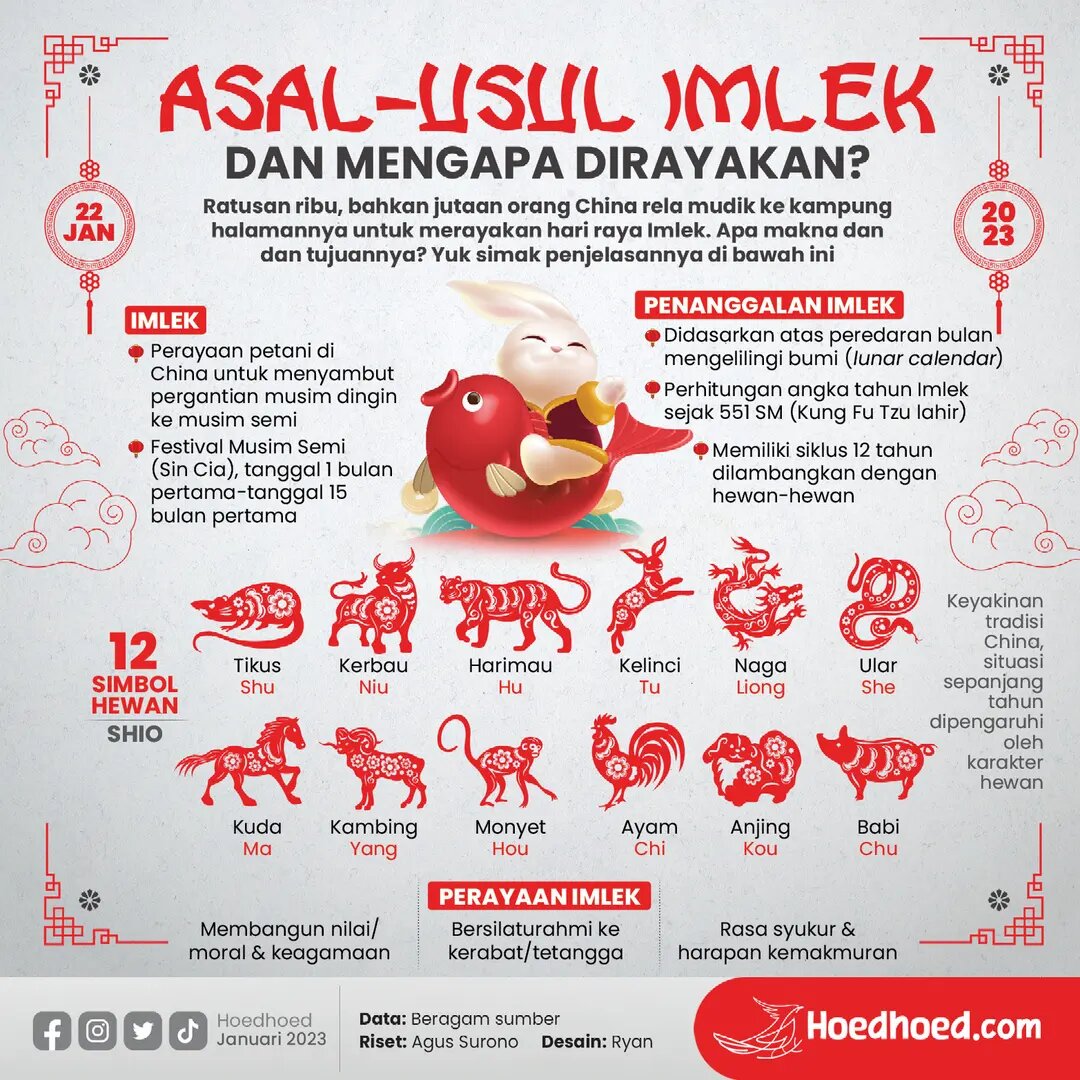 ASAL-USUL IMLEK
DAN MENGAPA DIRAYAKAN?
Ratusan ribu, bahkan jutaan orang China rela mudik ke kampung
halamannya untuk merayakan hari raya Imlek. Apa makna dan
dan tujuannya? Yuk simak penjelasannya di bawah ini
22
JAN
20
23
IMLEK
Perayaan petani di
China untuk menyambut
pergantian musim dingin
ke musim semi
Festival Musim Semi
(Sin Cia), tanggal 1 bulan
pertama-tanggal 15
bulan pertama
PENANGGALAN IMLEK
Didasarkan atas peredaran bulan
mengelilingi bumi (lunar calendar)
Perhitungan angka tahun Imlek
sejak 551 SM (Kung Fu Tzu lahir)
Memiliki siklus 12 tahun
dilambangkan dengan
hewan-hewan
12
SIMBOL
HEWAN
SHIO
Tikus
Shu
Kerbau
Niu
Harimau
Hu
Kelinci
Tu
Naga
Liong
Ular
She
Kuda
Ma
Kambing
Yang
Monyet
Hou
Ayam
Chi
Anjing
Kou
Babi
Chu
Keyakinan
tradisi
China,
situasi
sepanjang
tahun
dipengaruhi
oleh
karakter
hewan
PERAYAAN IMLEK
Membangun nilai/
moral & keagamaan
Bersilaturahmi ke
kerabat/tetangga
Rasa syukur &
harapan kemakmuran
Hoedhoed
Januari 2023
Data: Beragam sumber
Riset: Agus Surono Desain: Ryan
Hoedhoed.com